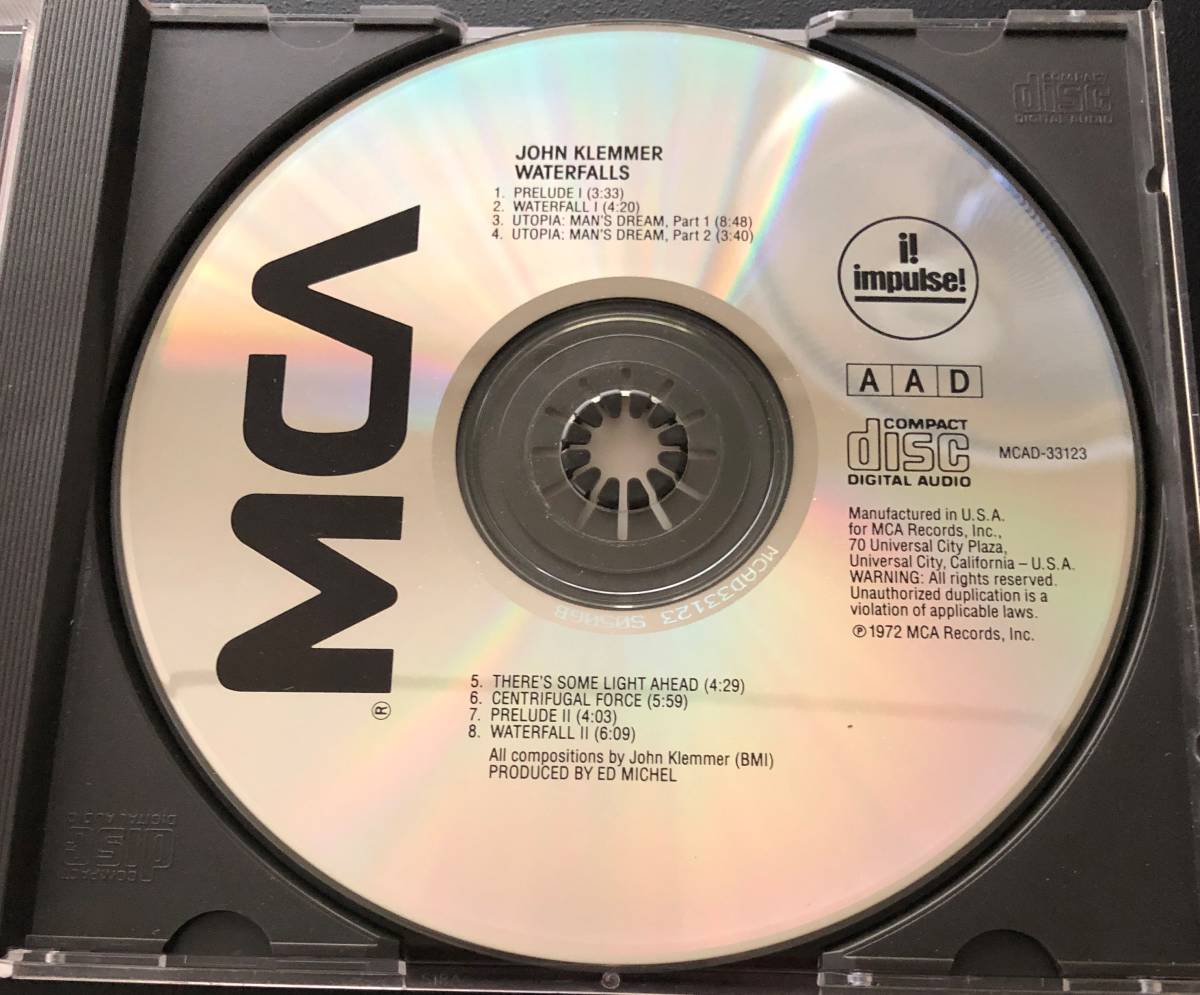 JOHN KLEMMER
WATERFALLS
1. PRELUDE I (3:33)
2. WATERFALL I (4:20)
3. UTOPIA: MAN'S DREAM, Part 1 (8:48)
4. UTOPIA: MAN'S DREAM, Part 2 (3:40)
MCA
®
i!
impulse!
A A D
COMPACT
disc
DIGITAL AUDIO
MCAD-33123
Manufactured in U.S.A.
for MCA Records, Inc.,
70 Universal City Plaza,
Universal City, California – U.S.A.
WARNING: All rights reserved.
Unauthorized duplication is a
violation of applicable laws.
℗ 1972 MCA Records, Inc.
5. THERE'S SOME LIGHT AHEAD (4:29)
6. CENTRIFUGAL FORCE (5:59)
7. PRELUDE II (4:03)
8. WATERFALL II (6:09)
All compositions by John Klemmer (BMI)
PRODUCED BY ED MICHEL
MCAD33123
COMPACT
disc
DIGITAL AUDIO
COMPACT
disc
DIGITAL AUDIO